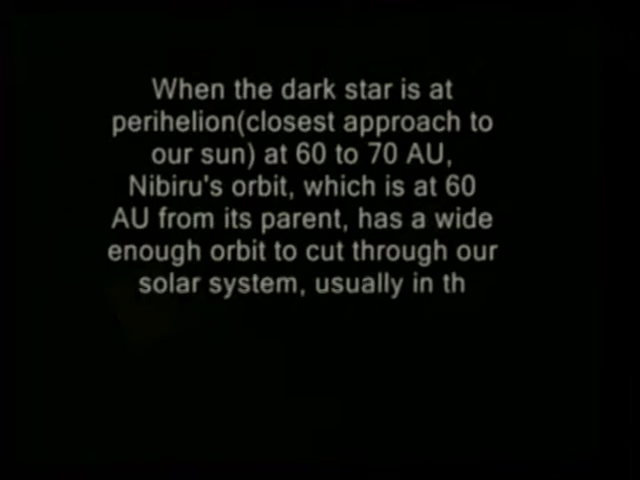 When the dark star is at
perihelion(closest approach to
our sun) at 60 to 70 AU,
Nibiru's orbit, which is at 60
AU from its parent, has a wide
enough orbit to cut through our
solar system, usually in th